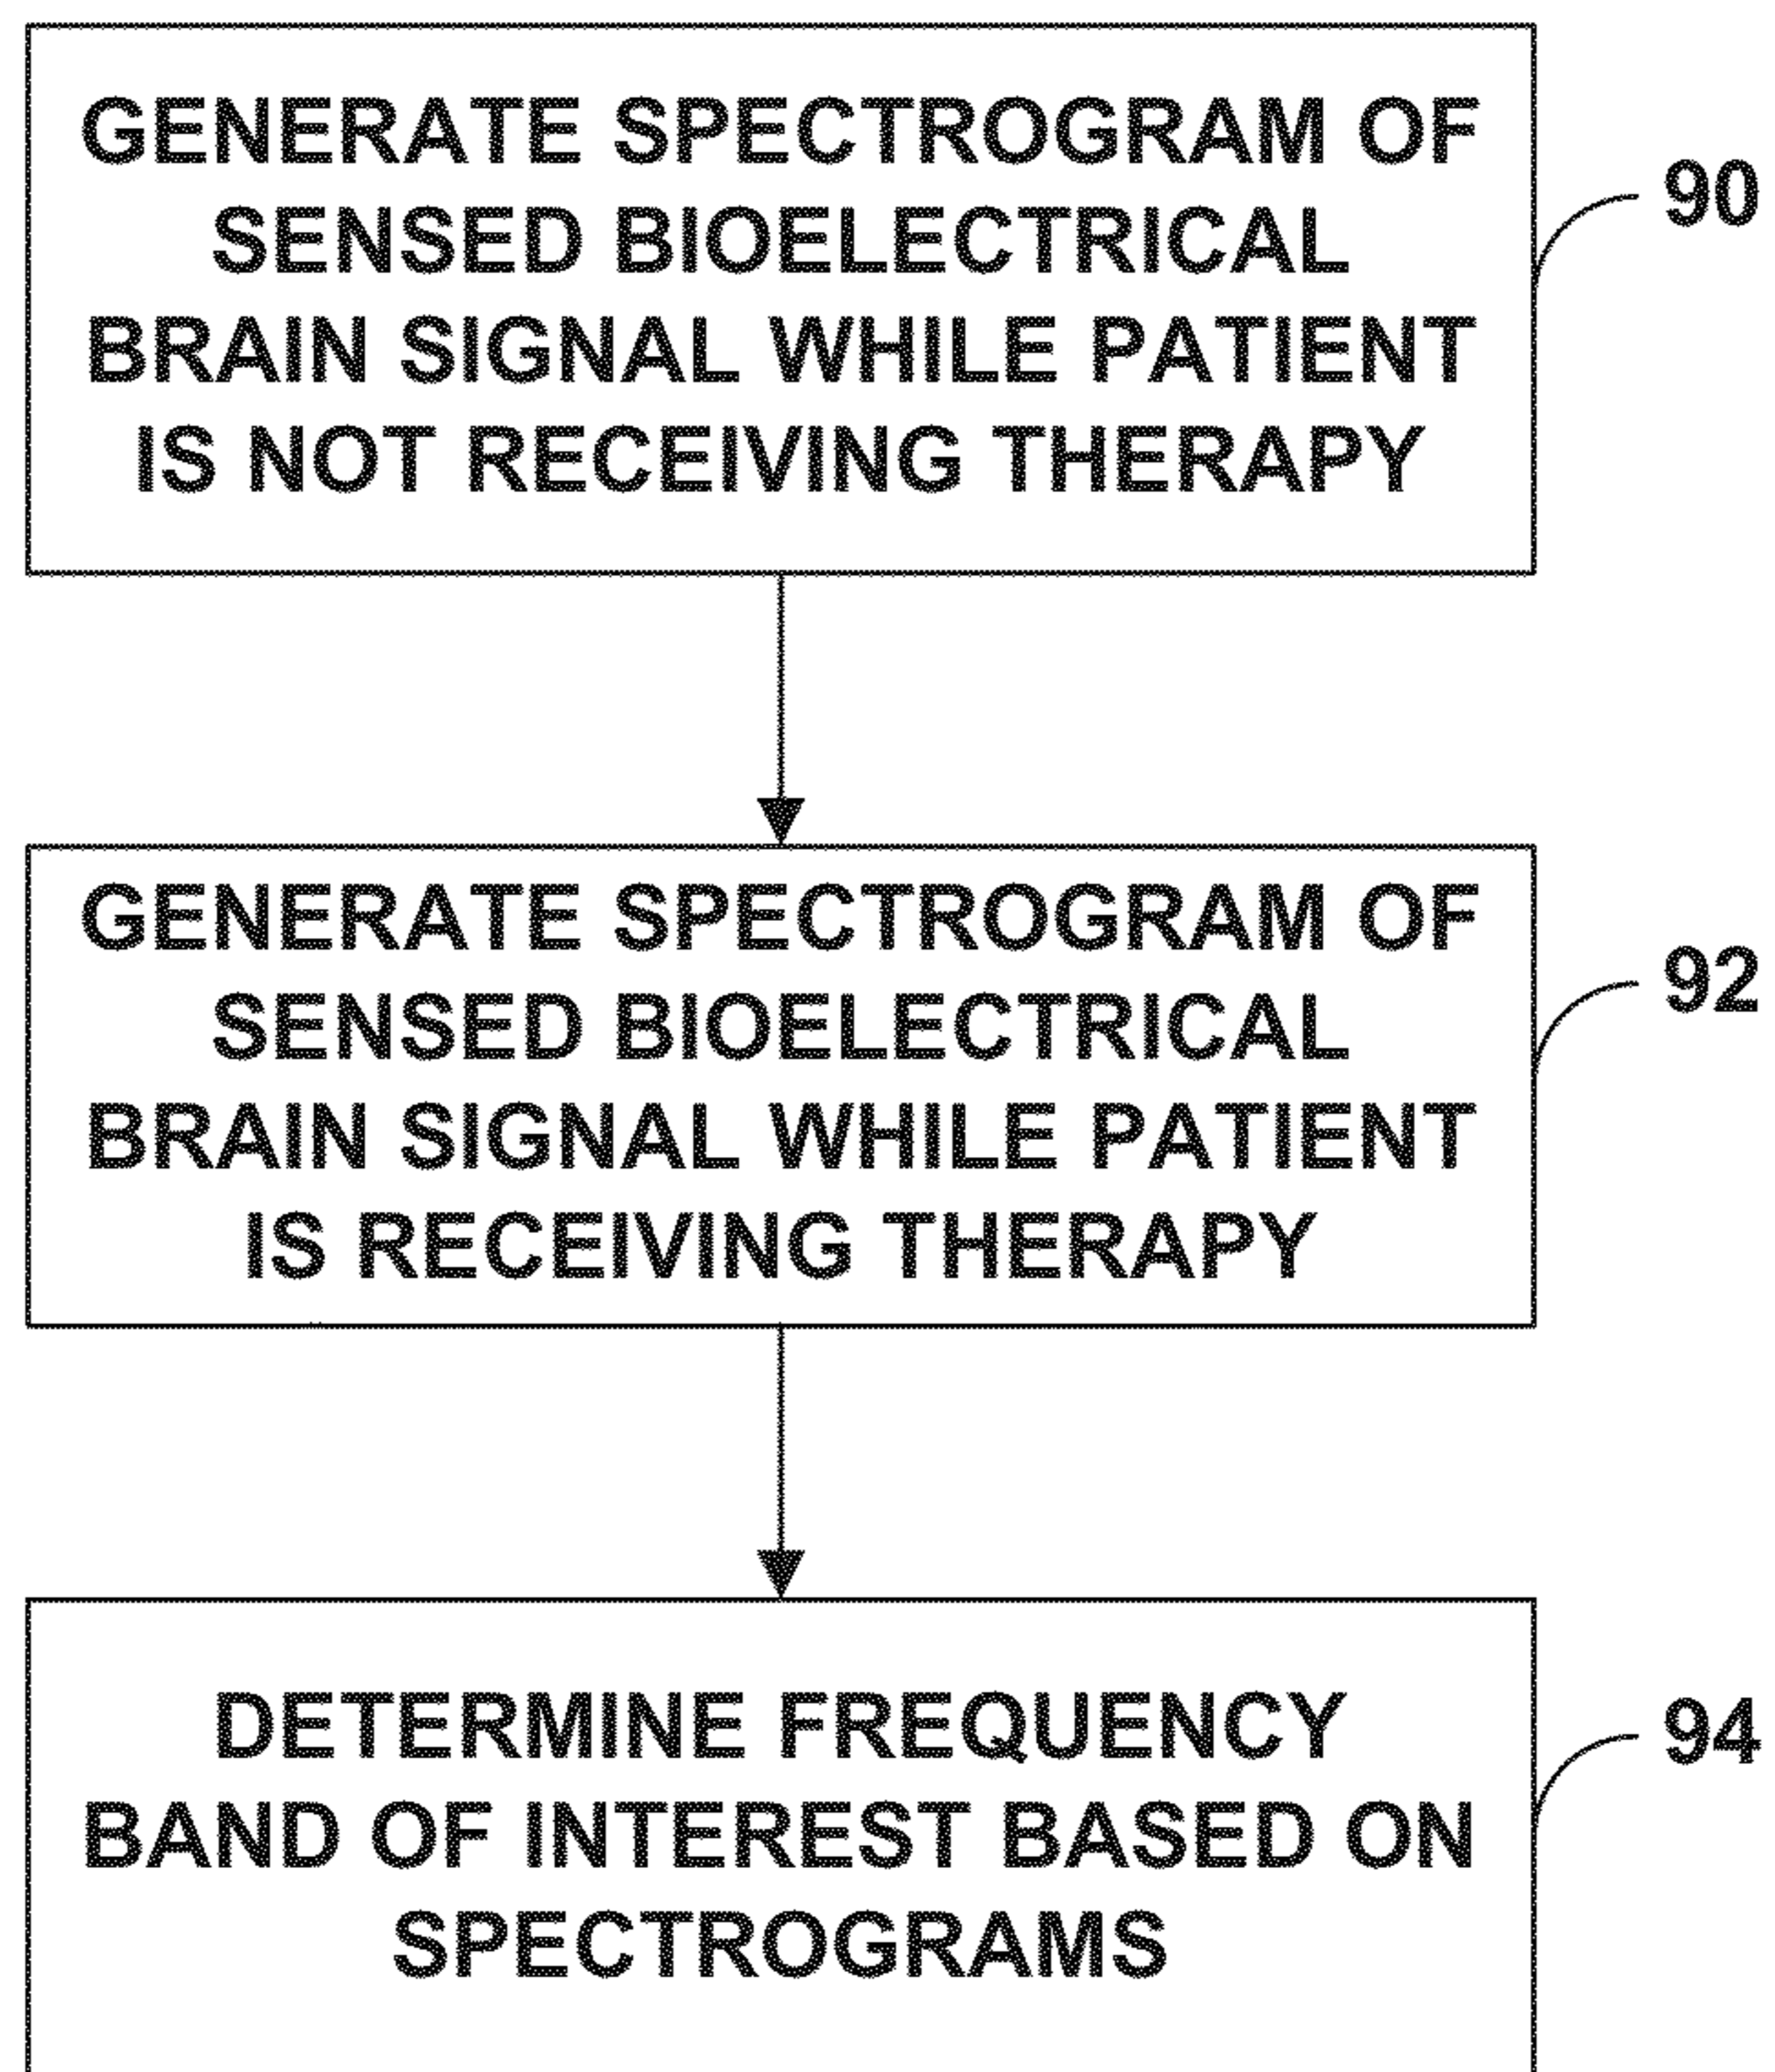 GENERATE SPECTROGRAM OF
SENSED BIOELECTRICAL
BRAIN SIGNAL WHILE PATIENT
IS NOT RECEIVING THERAPY
90
GENERATE SPECTROGRAM OF
SENSED BIOELECTRICAL
BRAIN SIGNAL WHILE PATIENT
IS RECEIVING THERAPY
92
DETERMINE FREQUENCY
BAND OF INTEREST BASED ON
SPECTROGRAMS
94